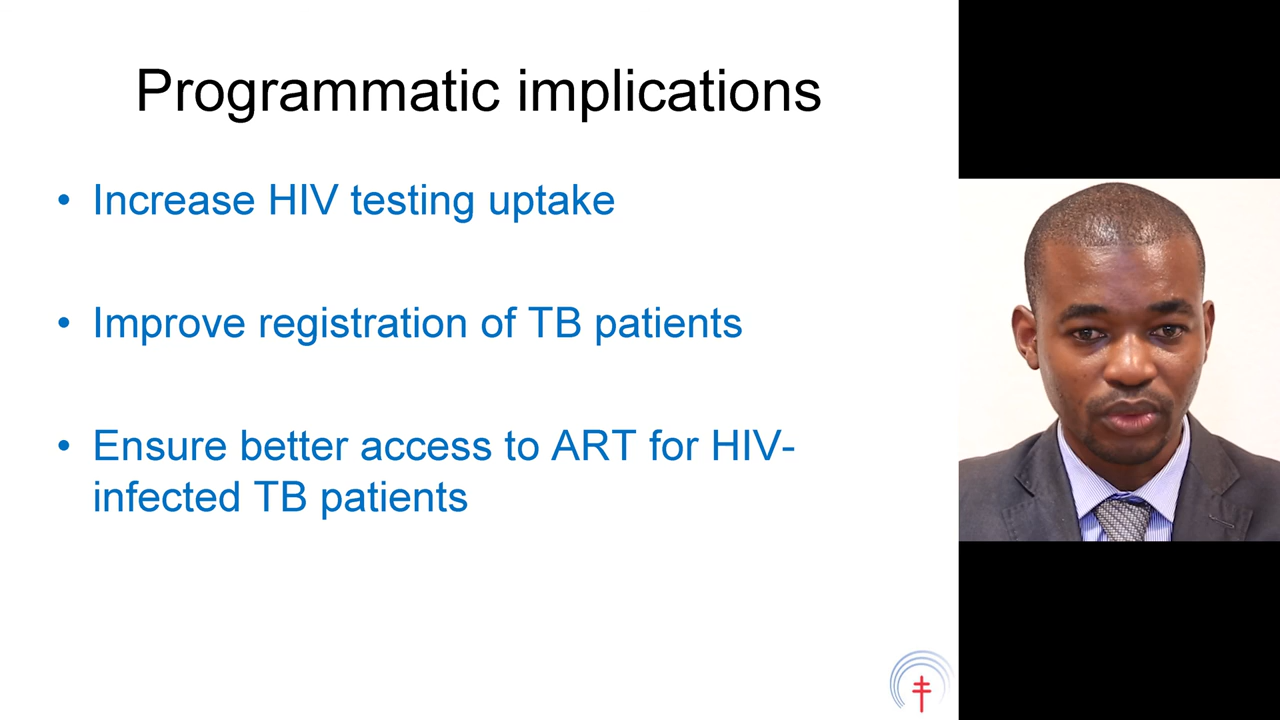 Programmatic implications
• Increase HIV testing uptake
• Improve registration of TB patients
• Ensure better access to ART for HIV-
infected TB patients